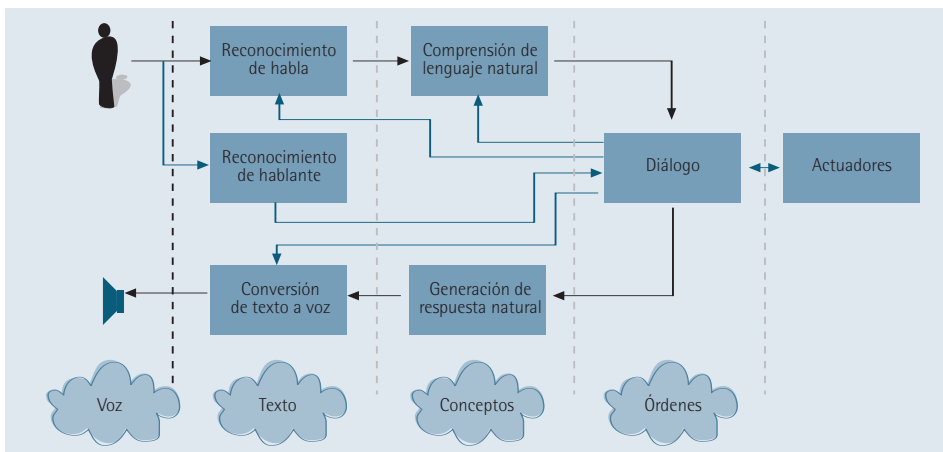 Reconocimiento
de habla
Comprensión de
lenguaje natural
Reconocimiento
de hablante
Diálogo
Actuadores
Conversión
de texto a voz
Generación de
respuesta natural
Voz
Texto
Conceptos
Órdenes